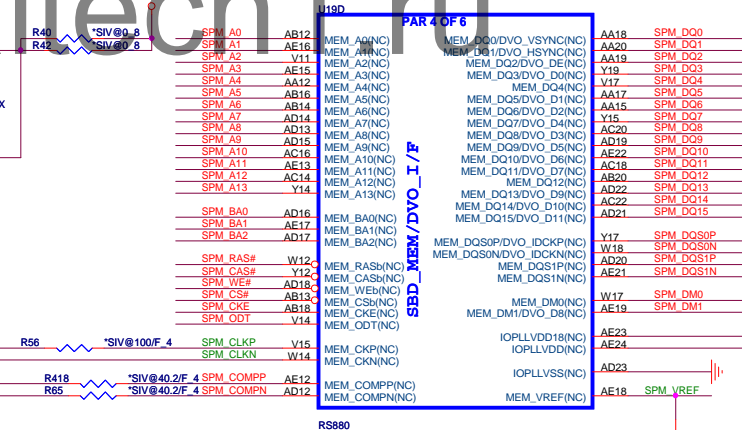 itech .ru
U19D
PAR 4 OF 6
R40 *SIV@0_8
R42 *SIV@0_8
X
SPM_A0 AB12 MEM_A0(NC) MEM_DQ0/DVO_VSYNC(NC) AA18 SPM_DQ0
SPM_A1 AE16 MEM_A1(NC) MEM_DQ1/DVO_HSYNC(NC) AA20 SPM_DQ1
SPM_A2 V11 MEM_A2(NC) MEM_DQ2/DVO_DE(NC) AA19 SPM_DQ2
SPM_A3 AE15 MEM_A3(NC) MEM_DQ3/DVO_D0(NC) Y19 SPM_DQ3
SPM_A4 AA12 MEM_A4(NC) MEM_DQ4(NC) V17 SPM_DQ4
SPM_A5 AB16 MEM_A5(NC) MEM_DQ5/DVO_D1(NC) AA17 SPM_DQ5
SPM_A6 AB14 MEM_A6(NC) MEM_DQ6/DVO_D2(NC) AA15 SPM_DQ6
SPM_A7 AD14 MEM_A7(NC) MEM_DQ7/DVO_D4(NC) Y15 SPM_DQ7
SPM_A8 AD13 MEM_A8(NC) MEM_DQ8/DVO_D3(NC) AC20 SPM_DQ8
SPM_A9 AD15 MEM_A9(NC) MEM_DQ9/DVO_D5(NC) AD19 SPM_DQ9
SPM_A10 AC16 MEM_A10(NC) MEM_DQ10/DVO_D6(NC) AE22 SPM_DQ10
SPM_A11 AE13 MEM_A11(NC) MEM_DQ11/DVO_D7(NC) AC18 SPM_DQ11
SPM_A12 AC14 MEM_A12(NC) MEM_DQ12(NC) AB20 SPM_DQ12
SPM_A13 Y14 MEM_A13(NC) MEM_DQ13/DVO_D9(NC) AD22 SPM_DQ13
MEM_DQ14/DVO_D10(NC) AC22 SPM_DQ14
SPM_BA0 AD16 MEM_BA0(NC) MEM_DQ15/DVO_D11(NC) AD21 SPM_DQ15
SPM_BA1 AE17 MEM_BA1(NC)
SPM_BA2 AD17 MEM_BA2(NC) MEM_DQS0P/DVO_IDCKP(NC) Y17 SPM_DQS0P
MEM_DQS0N/DVO_IDCKN(NC) W18 SPM_DQS0N
SPM_RAS# W12 MEM_RASb(NC) MEM_DQS1P(NC) AD20 SPM_DQS1P
SPM_CAS# Y12 MEM_CASb(NC) MEM_DQS1N(NC) AE21 SPM_DQS1N
SPM_WE# AD18 MEM_WEb(NC)
SPM_CS# AB13 MEM_CSb(NC) MEM_DM0(NC) W17 SPM_DM0
SPM_CKE AB18 MEM_CKE(NC) MEM_DM1/DVO_D8(NC) AE19 SPM_DM1
SPM_ODT V14 MEM_ODT(NC)
IOPLLVDD18(NC) AE23
R56 *SIV@100/F_4 SPM_CLKP V15 MEM_CKP(NC) IOPLLVDD(NC) AE24
SPM_CLKN W14 MEM_CKN(NC)
IOPLLVSS(NC) AD23
R418 *SIV@40.2/F_4 SPM_COMPP AE12 MEM_COMPP(NC)
R65 *SIV@40.2/F_4 SPM_COMPN AD12 MEM_COMPN(NC) MEM_VREF(NC) AE18 SPM_VREF
SBD_MEM/DVO_I/F
RS880